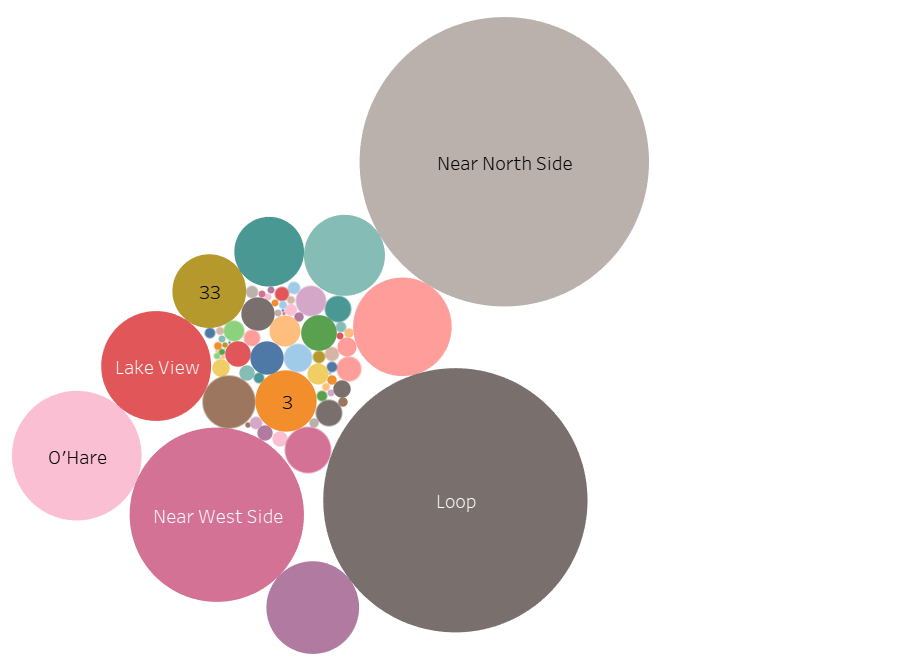 Near North Side
33
Lake View
3
O'Hare
Loop
Near West Side